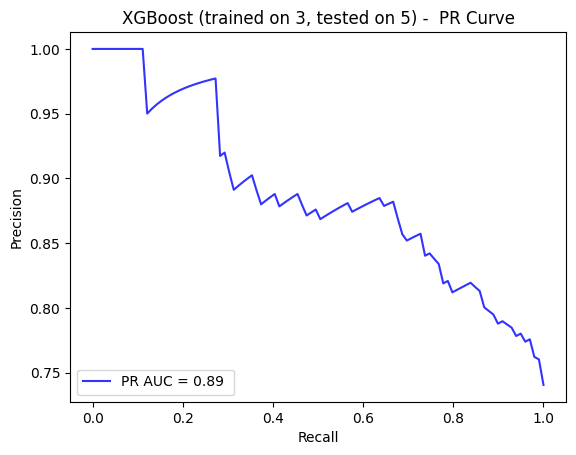 XGBoost (trained on 3, tested on 5) -  PR Curve
1.00
0.95
0.90
0.85
0.80
0.75
Precision
PR AUC = 0.89
0.0 0.2 0.4 0.6 0.8 1.0
Recall